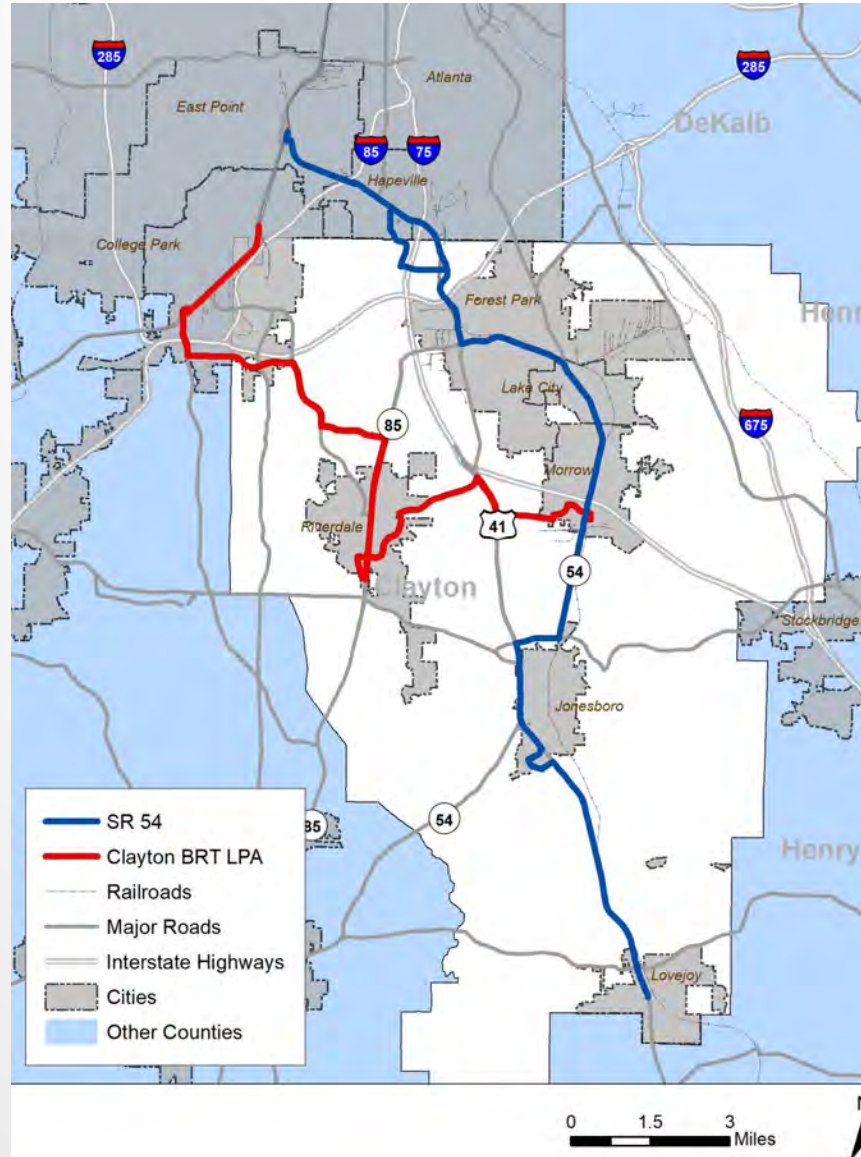 285
Atlanta
285
East Point
DeKalb
85
75
Hapeville
College Park
Forest Park
Lake City
675
85
Morrow
Riverdale
41
Clayton
54
Stockbridge
Jonesboro
SR 54
85
54
Clayton BRT LPA
Henry
Railroads
Major Roads
Interstate Highways
Lovejoy
Cities
Other Counties
0 1.5 3
Miles